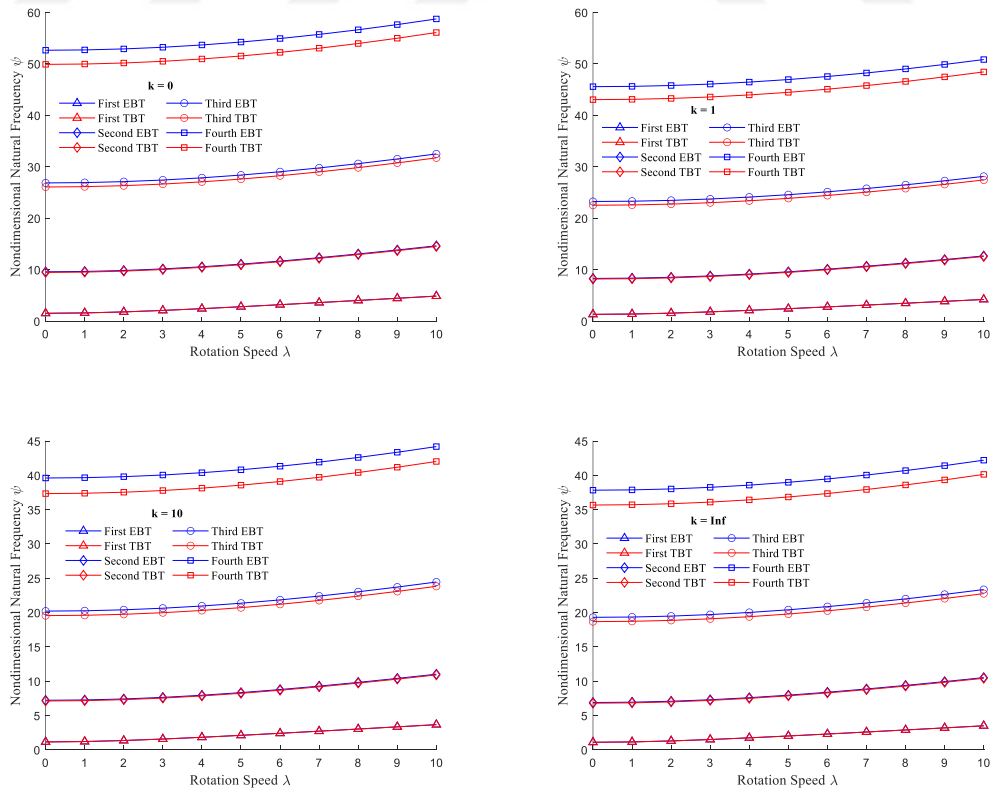 60
50
40
30
20
10
0
Nondimensional Natural Frequency ψ
k = 0
First EBT Third EBT
First TBT Third TBT
Second EBT Fourth EBT
Second TBT Fourth TBT
0 1 2 3 4 5 6 7 8 9 10
Rotation Speed λ
60
50
40
30
20
10
0
Nondimensional Natural Frequency ψ
k = 1
First EBT Third EBT
First TBT Third TBT
Second EBT Fourth EBT
Second TBT Fourth TBT
0 1 2 3 4 5 6 7 8 9 10
Rotation Speed λ
45
40
35
30
25
20
15
10
5
0
Nondimensional Natural Frequency ψ
k = 10
First EBT Third EBT
First TBT Third TBT
Second EBT Fourth EBT
Second TBT Fourth TBT
0 1 2 3 4 5 6 7 8 9 10
Rotation Speed λ
45
40
35
30
25
20
15
10
5
0
Nondimensional Natural Frequency ψ
k = Inf
First EBT Third EBT
First TBT Third TBT
Second EBT Fourth EBT
Second TBT Fourth TBT
0 1 2 3 4 5 6 7 8 9 10
Rotation Speed λ